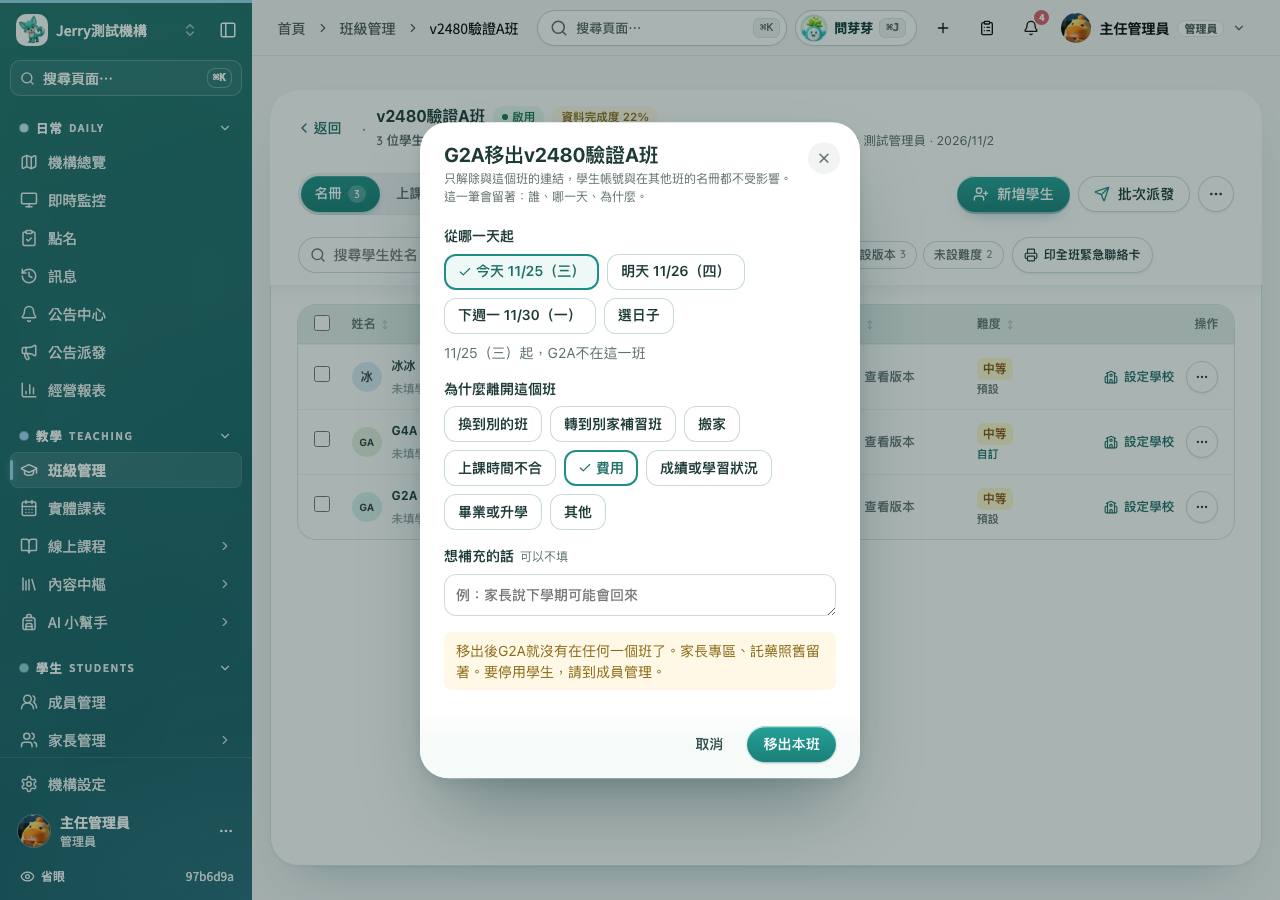 Jerry測試機構
搜尋頁面⋯
⌘K
日常 DAILY
機構總覽
即時監控
點名
訊息
公告中心
公告派發
經營報表
教學 TEACHING
班級管理
實體課表
線上課程
內容中樞
AI 小幫手
學生 STUDENTS
成員管理
家長管理
機構設定
主任管理員
管理員
省眼
97b6d9a
首頁 > 班級管理 > v2480驗證A班
搜尋頁面⋯
⌘K
問芽芽
⌘J
4
主任管理員
管理員
返回
v2480驗證A班
啟用
資料完成度 22%
3 位學生
測試管理員 · 2026/11/2
名冊 3
上課
新增學生
批次派發
搜尋學生姓名
設版本 3
未設難度 2
印全班緊急聯絡卡
姓名
難度
操作
冰
冰冰
查看版本
中等
預設
設定學校
GA
G4A
查看版本
中等
自訂
設定學校
GA
G2A
查看版本
中等
預設
設定學校
G2A移出v2480驗證A班
只解除與這個班的連結，學生帳號與在其他班的名冊都不受影響。
這一筆會留著：誰、哪一天、為什麼。
從哪一天起
今天 11/25（三）
明天 11/26（四）
下週一 11/30（一）
選日子
11/25（三）起，G2A不在這一班
為什麼離開這個班
換到別的班
轉到別家補習班
搬家
上課時間不合
費用
成績或學習狀況
畢業或升學
其他
想補充的話 可以不填
例：家長說下學期可能會回來
移出後G2A就沒有在任何一個班了。家長專區、託藥照舊留
著。要停用學生，請到成員管理。
取消
移出本班